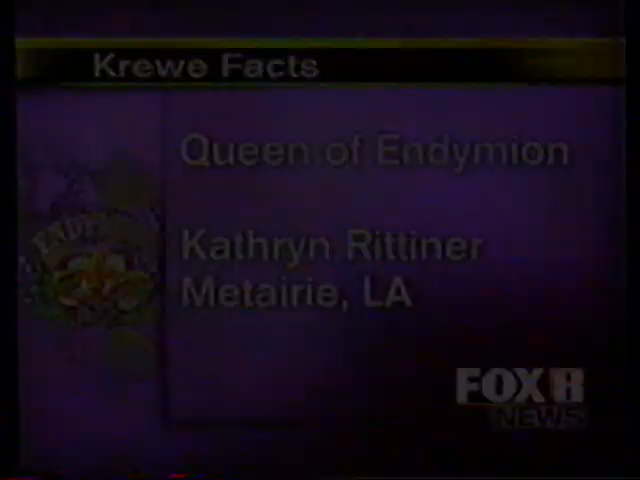 Krewe Facts
Queen of Endymion
Kathryn Rittiner
Metairie, LA
FOX 8
NEWS